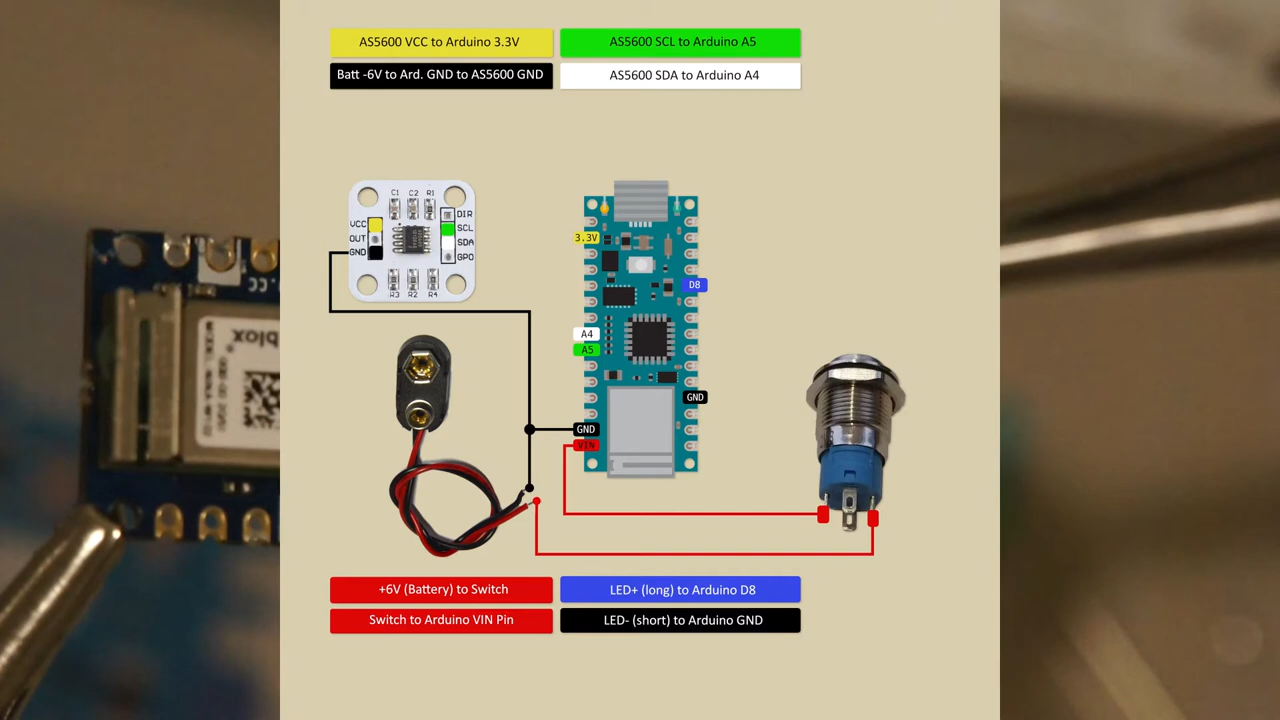 AS5600 VCC to Arduino 3.3V
AS5600 SCL to Arduino A5
Batt -6V to Ard. GND to AS5600 GND
AS5600 SDA to Arduino A4
C1 C2 R1
DIR
VCC
SCL
OUT
SDA
GND
GPO
R3 R2 R4
3.3V
D8
A4
A5
GND
GND
VIN
+6V (Battery) to Switch
LED+ (long) to Arduino D8
Switch to Arduino VIN Pin
LED- (short) to Arduino GND
blox